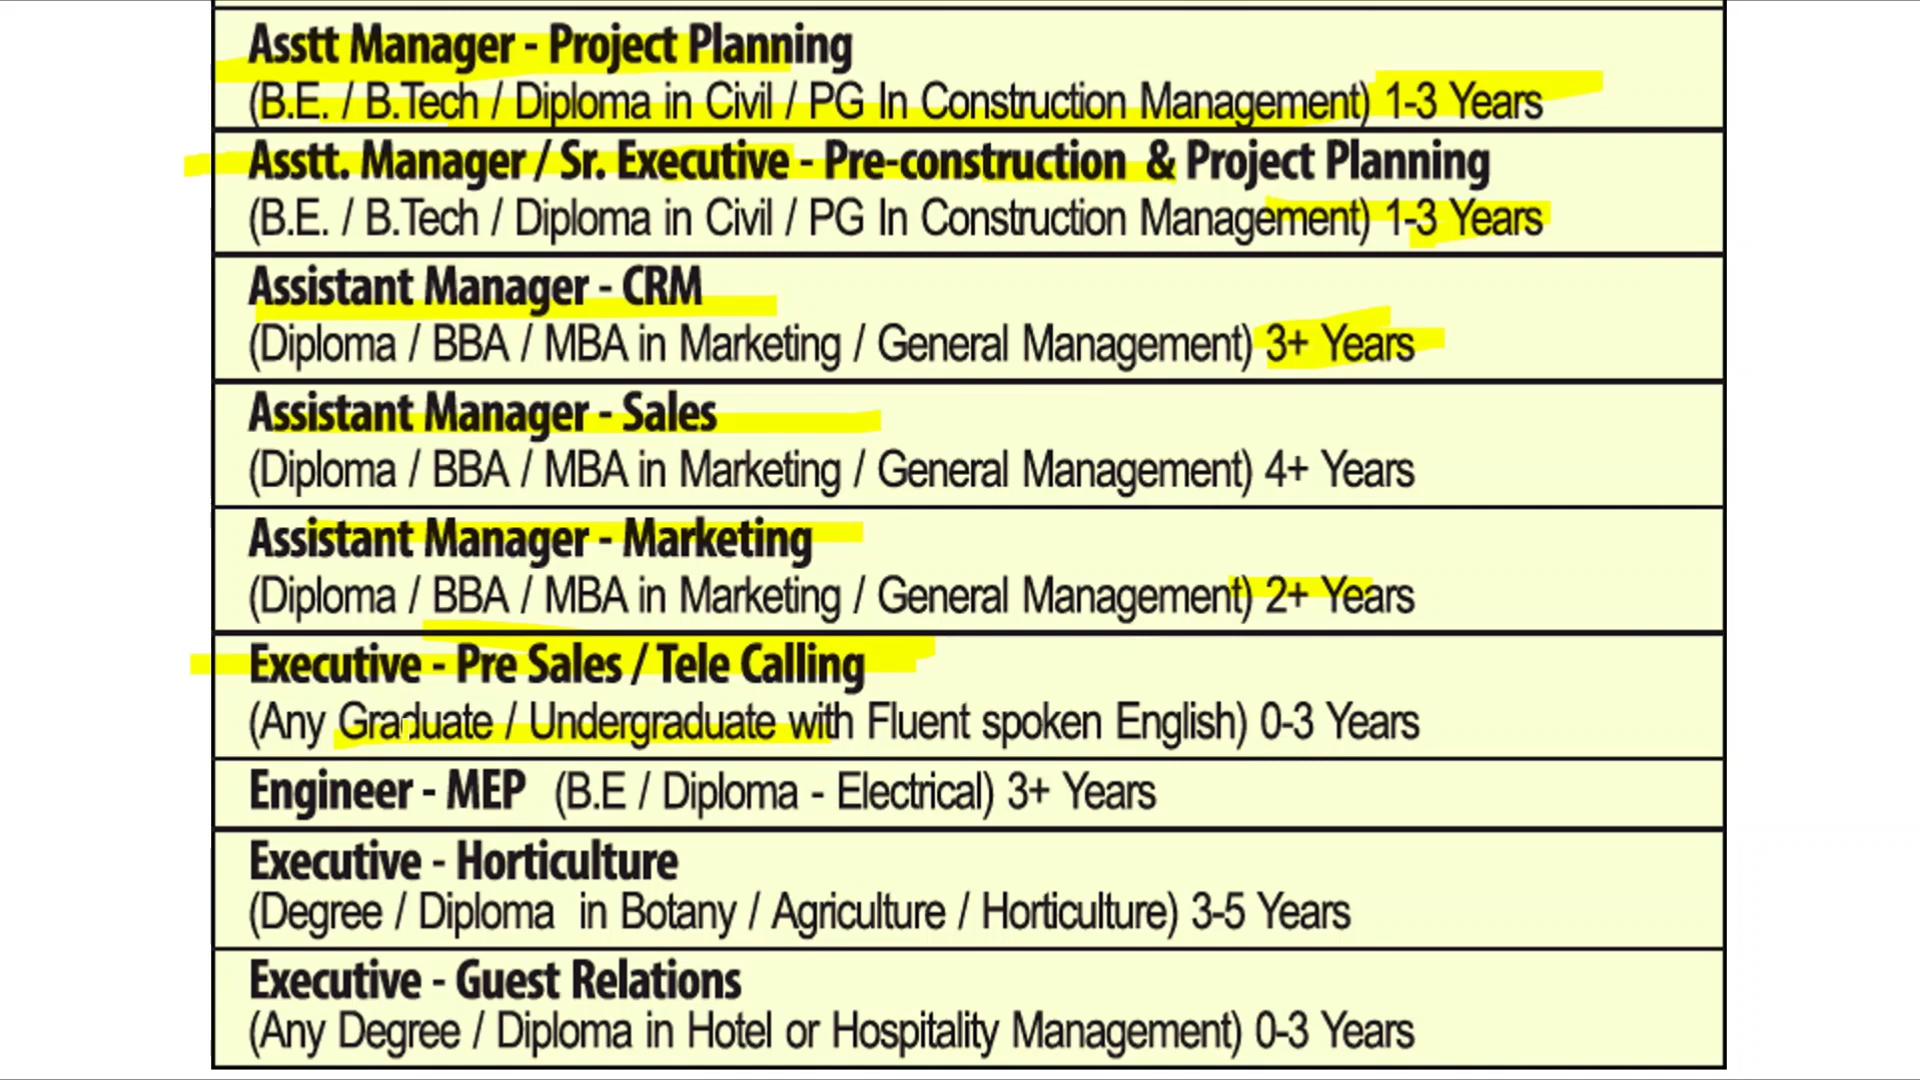 Asstt Manager - Project Planning
(B.E. / B.Tech / Diploma in Civil / PG In Construction Management) 1-3 Years
Asstt. Manager / Sr. Executive - Pre-construction & Project Planning
(B.E. / B.Tech / Diploma in Civil / PG In Construction Management) 1-3 Years
Assistant Manager - CRM
(Diploma / BBA / MBA in Marketing / General Management) 3+ Years
Assistant Manager - Sales
(Diploma / BBA / MBA in Marketing / General Management) 4+ Years
Assistant Manager - Marketing
(Diploma / BBA / MBA in Marketing / General Management) 2+ Years
Executive - Pre Sales / Tele Calling
(Any Graduate / Undergraduate with Fluent spoken English) 0-3 Years
Engineer - MEP (B.E / Diploma - Electrical) 3+ Years
Executive - Horticulture
(Degree / Diploma in Botany / Agriculture / Horticulture) 3-5 Years
Executive - Guest Relations
(Any Degree / Diploma in Hotel or Hospitality Management) 0-3 Years